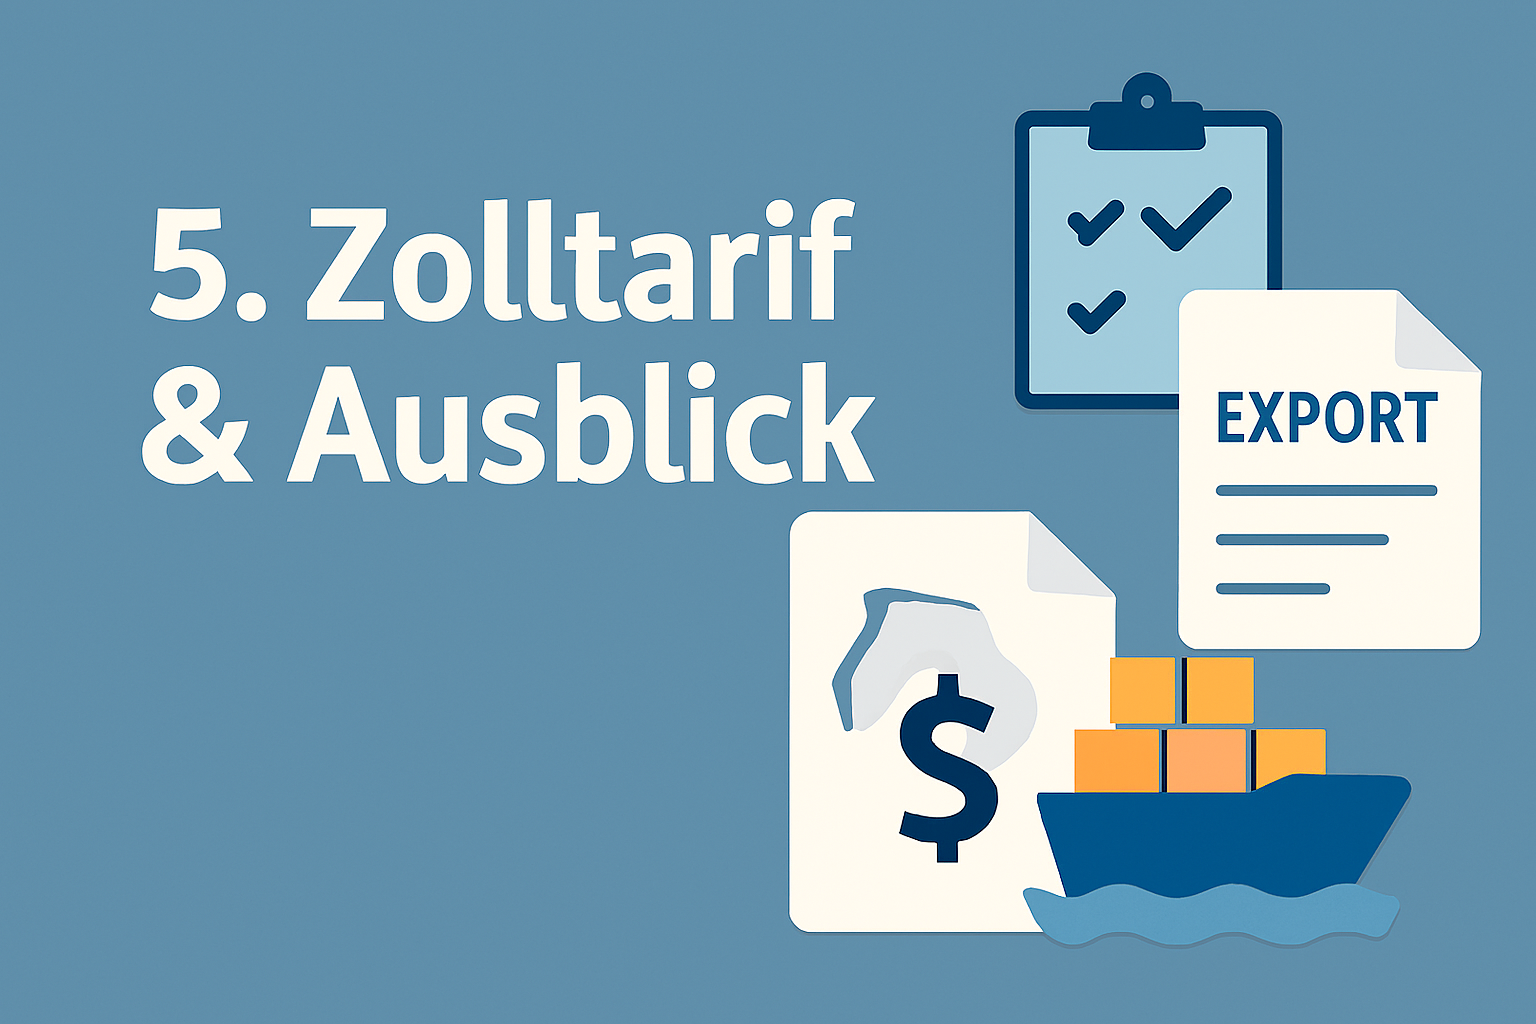 5. Zolltarif
& Ausblick
EXPORT
$